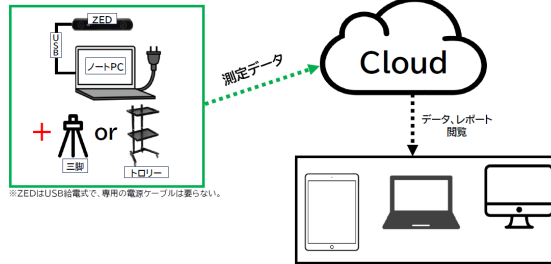 ZED
USB
ノートPC
+
or
三脚
トロリー
※ZEDはUSB給電式で、専用の電源ケーブルは要らない。
測定データ
Cloud
データ、レポート
閲覧